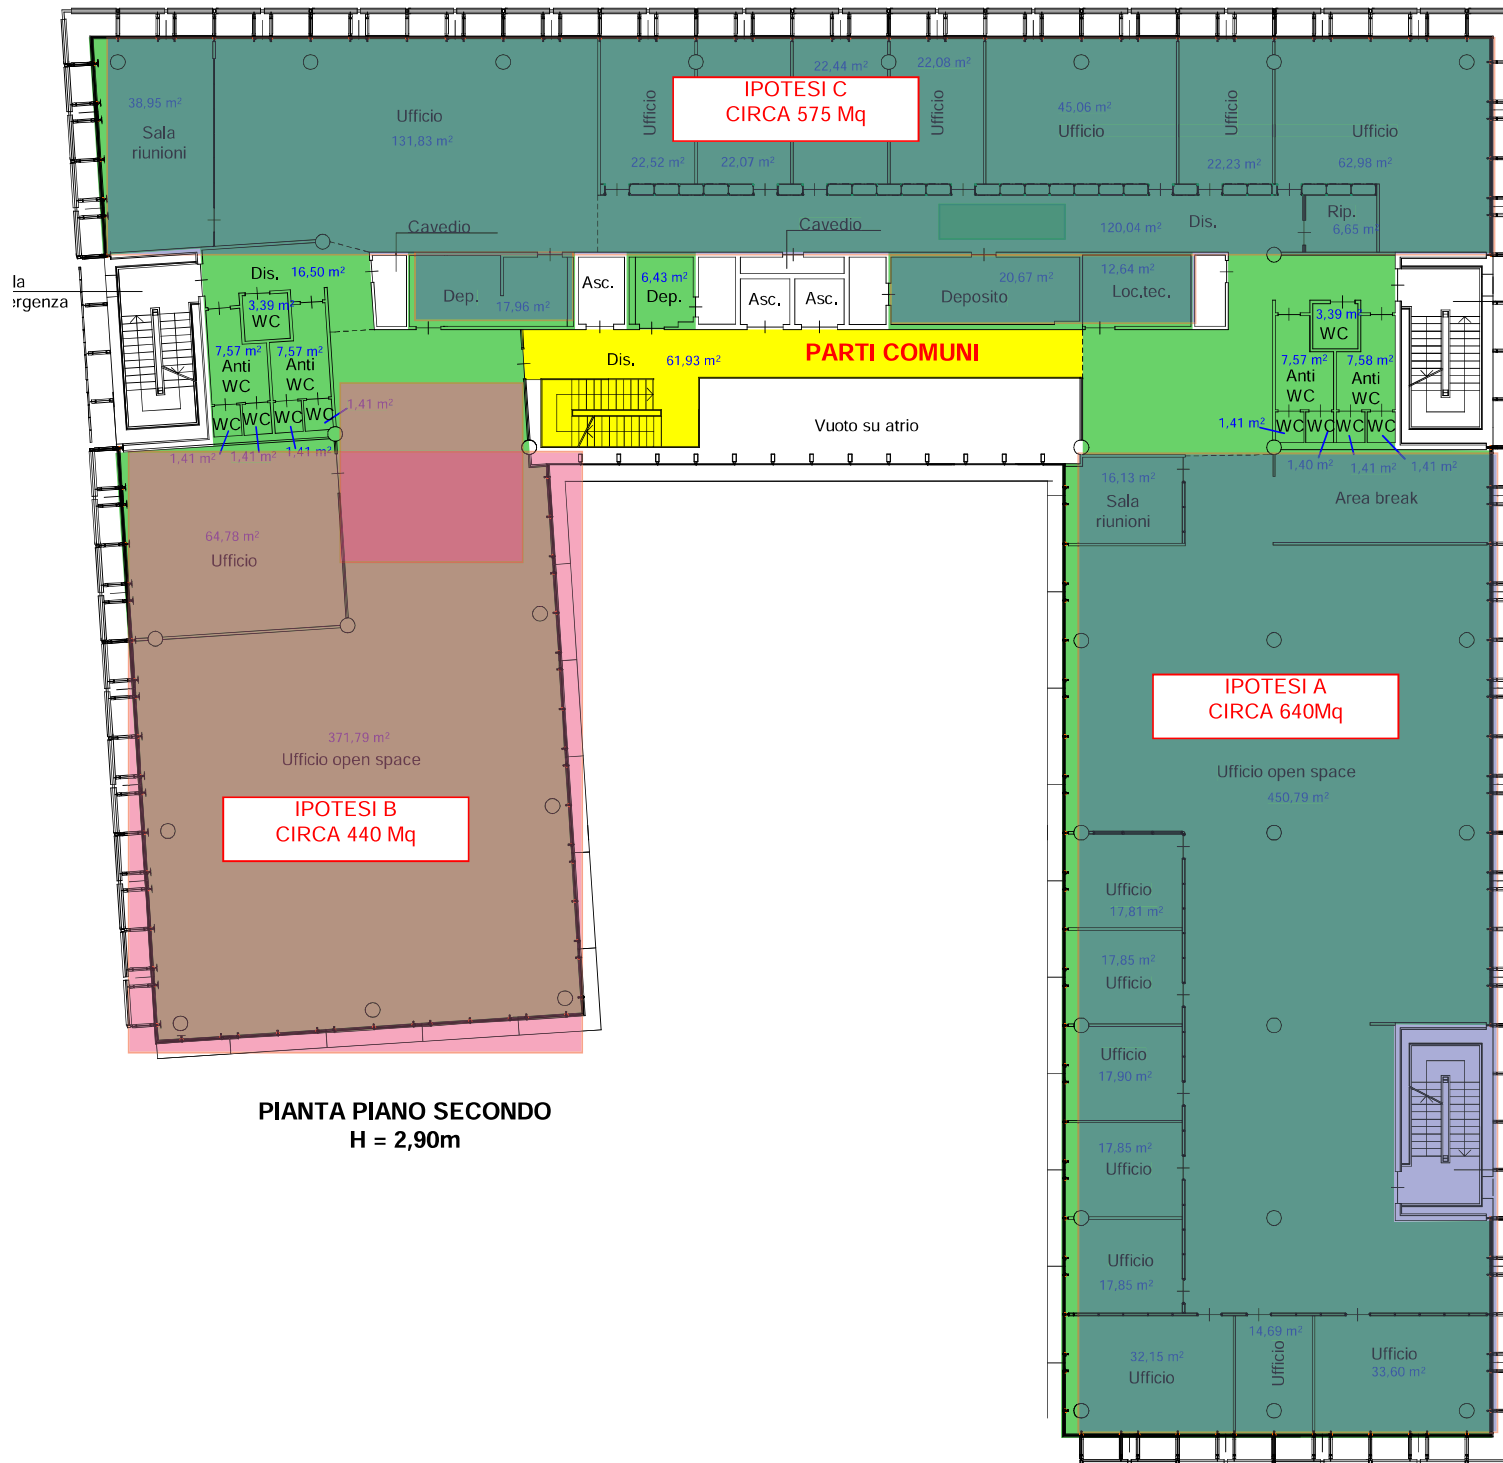 38,95 m²
Sala
riunioni
Ufficio
131,83 m²
Ufficio
22,52 m²
22,07 m²
22,44 m²
22,08 m²
Ufficio
IPOTESI C
CIRCA 575 Mq
45,06 m²
Ufficio
Ufficio
22,23 m²
Ufficio
62,98 m²
Cavedio
Cavedio
120,04 m²
Dis.
Rip.
6,65 m²
la
ergenza
Dis. 16,50 m²
3,39 m²
WC
7,57 m²
7,57 m²
Anti
WC
Anti
WC
WC
WC
WC
WC
1,41 m²
1,41 m²
1,41 m²
1,41 m²
Dep.
17,96 m²
Asc.
6,43 m²
Dep.
Asc.
Asc.
20,67 m²
Deposito
12,64 m²
Loc.tec.
Dis. 61,93 m²
PARTI COMUNI
Vuoto su atrio
3,39 m²
WC
7,57 m²
7,58 m²
Anti
WC
Anti
WC
WC
WC
WC
WC
1,41 m²
1,40 m²
1,41 m²
1,41 m²
64,78 m²
Ufficio
371,79 m²
Ufficio open space
IPOTESI B
CIRCA 440 Mq
16,13 m²
Sala
riunioni
Area break
IPOTESI A
CIRCA 640Mq
Ufficio open space
450,79 m²
Ufficio
17,81 m²
17,85 m²
Ufficio
Ufficio
17,90 m²
17,85 m²
Ufficio
Ufficio
17,85 m²
32,15 m²
Ufficio
14,69 m²
Ufficio
Ufficio
33,60 m²
PIANTA PIANO SECONDO
H = 2,90m